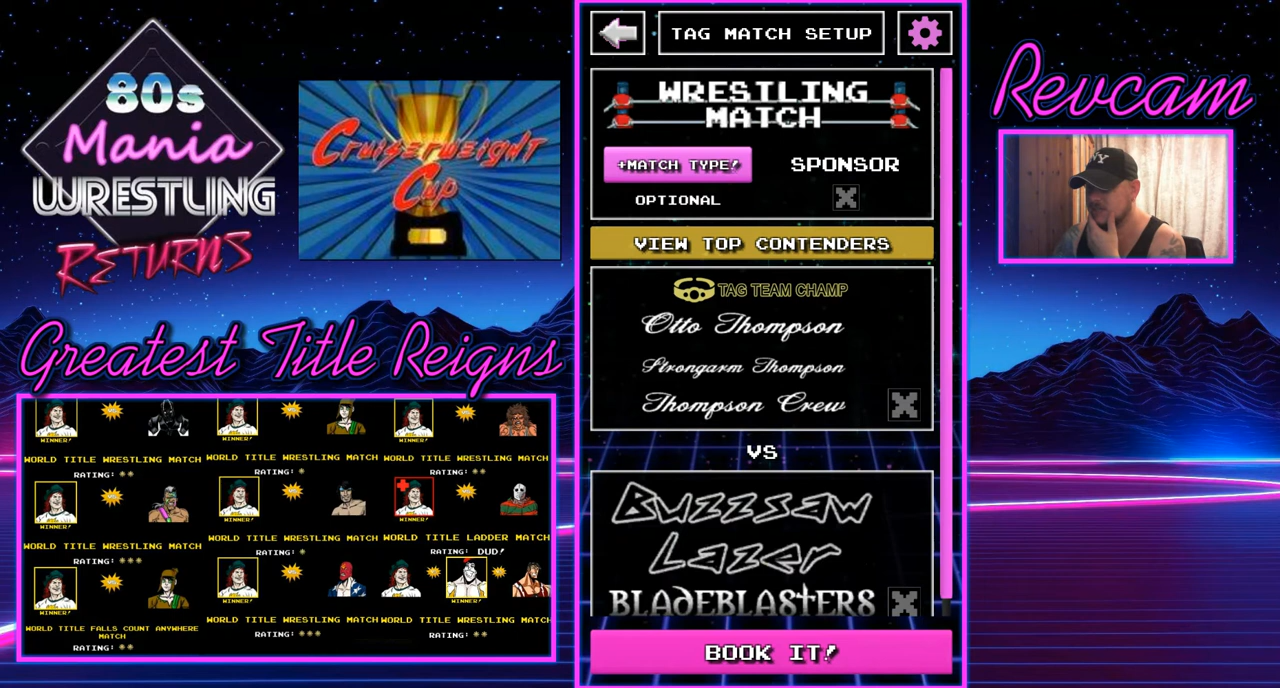 80s
Mania
WRESTLING
RETURNS
Cruiserweight
Cup
Greatest Title Reigns
WINNER!
WINNER!
WINNER!
WORLD TITLE WRESTLING MATCH
WORLD TITLE WRESTLING MATCH
WORLD TITLE WRESTLING MATCH
RATING:
RATING:
RATING:
WINNER!
WINNER!
WINNER!
WORLD TITLE WRESTLING MATCH
WORLD TITLE WRESTLING MATCH
WORLD TITLE LADDER MATCH
RATING:
RATING:
RATING: DUD!
WINNER!
WINNER!
WINNER!
WORLD TITLE FALLS COUNT ANYWHERE
MATCH
WORLD TITLE WRESTLING MATCH
WORLD TITLE WRESTLING MATCH
RATING:
RATING:
RATING:
TAG MATCH SETUP
WRESTLING
MATCH
+MATCH TYPE!
SPONSOR
OPTIONAL
VIEW TOP CONTENDERS
TAG TEAM CHAMP
Otto Thompson
Strongarm Thompson
Thompson Crew
VS
Buzzsaw
Lazer
BLADEBLASTERS
BOOK IT!
Revcam
NY